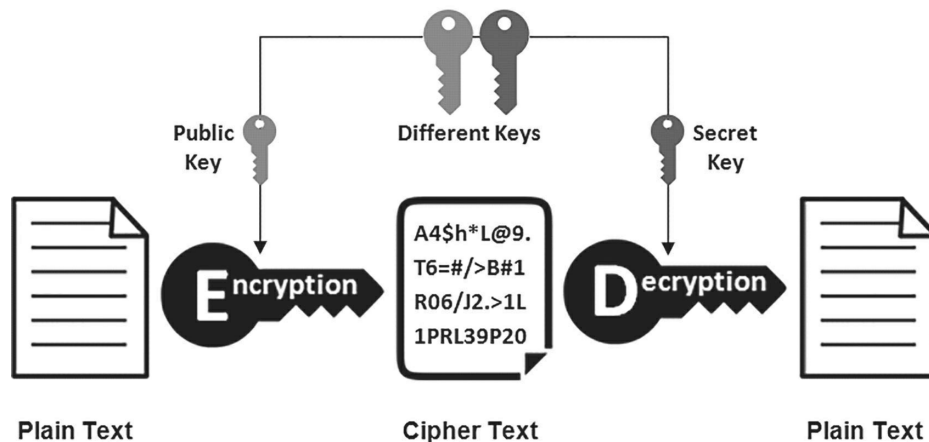 Public
Key
Different Keys
Secret
Key
Encryption
A4$h*L@9.
T6=#/>B#1
R06/J2.>1L
1PRL39P20
Decryption
Plain Text
Cipher Text
Plain Text